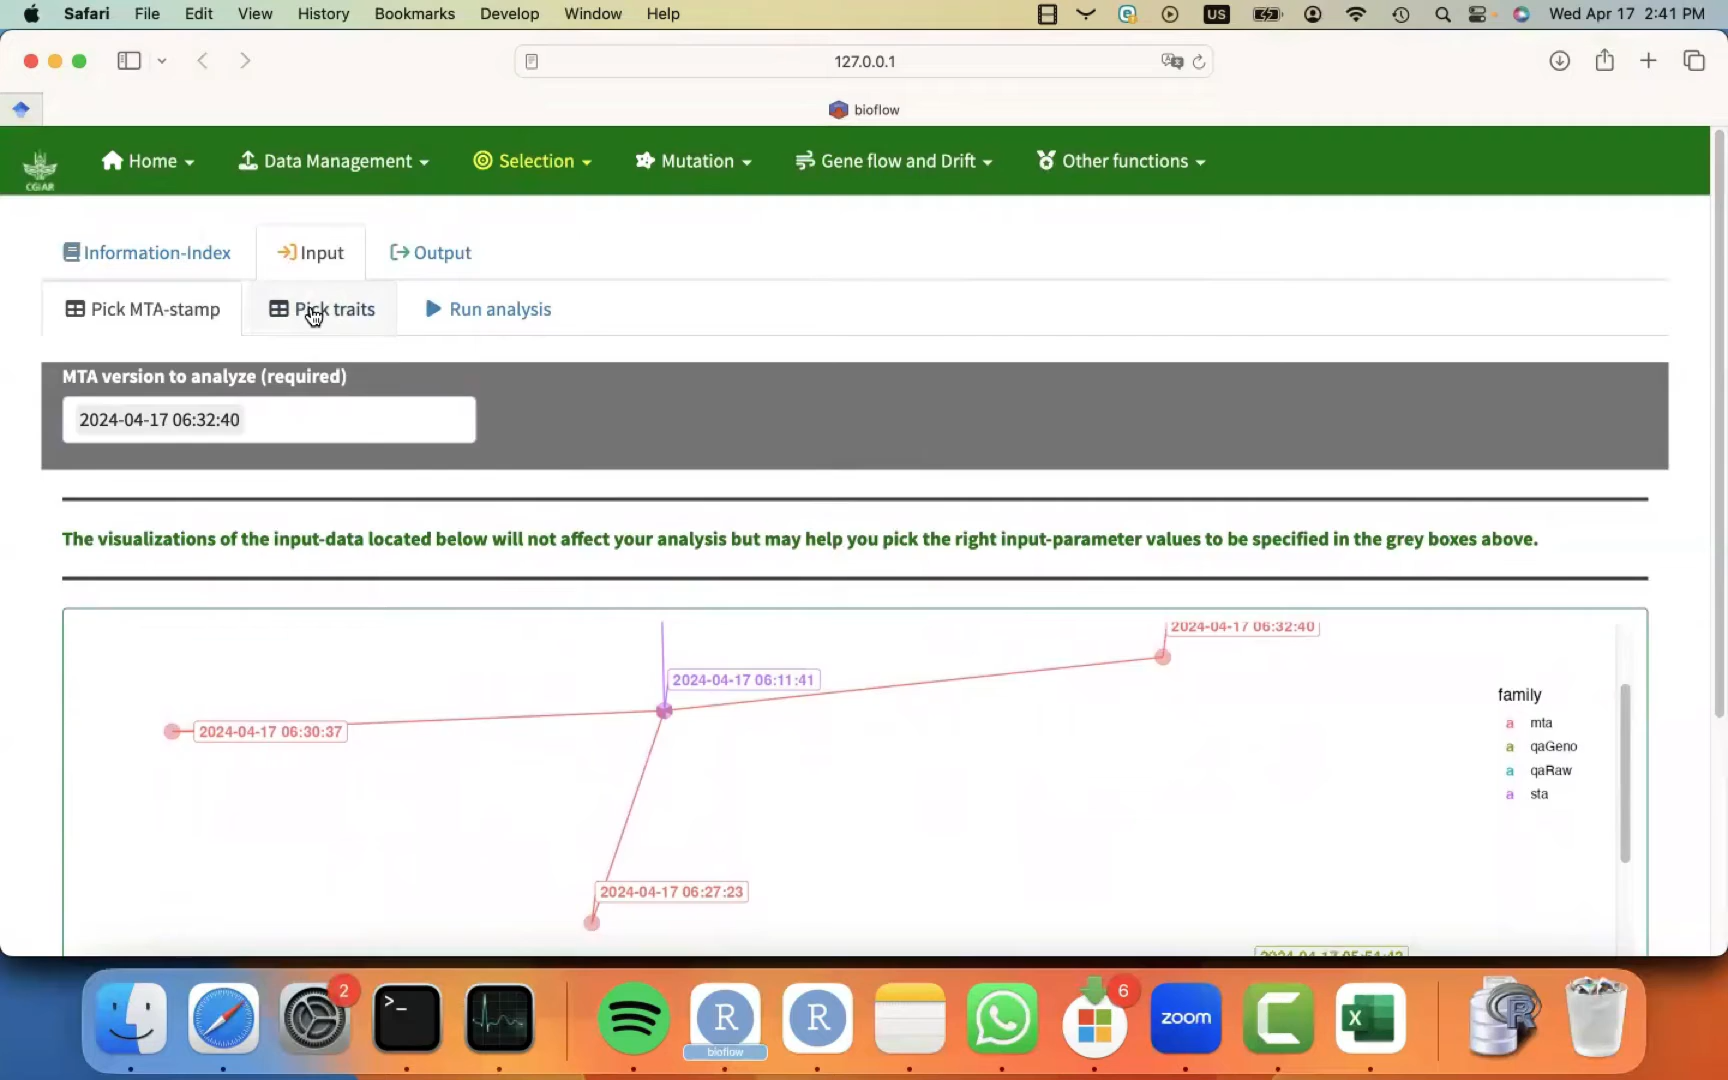 Safari File Edit View History Bookmarks Develop Window Help US Wed Apr 17 2:41 PM
127.0.0.1
bioflow
CGIAR Home Data Management Selection Mutation Gene flow and Drift Other functions
Information-Index Input Output
Pick MTA-stamp Pick traits Run analysis
MTA version to analyze (required)
2024-04-17 06:32:40
The visualizations of the input-data located below will not affect your analysis but may help you pick the right input-parameter values to be specified in the grey boxes above.
2024-04-17 06:32:40
2024-04-17 06:11:41
2024-04-17 06:30:37
family
a mta
a qaGeno
a qaRaw
a sta
2024-04-17 06:27:23
2 6
R R zoom C X R
bioflow